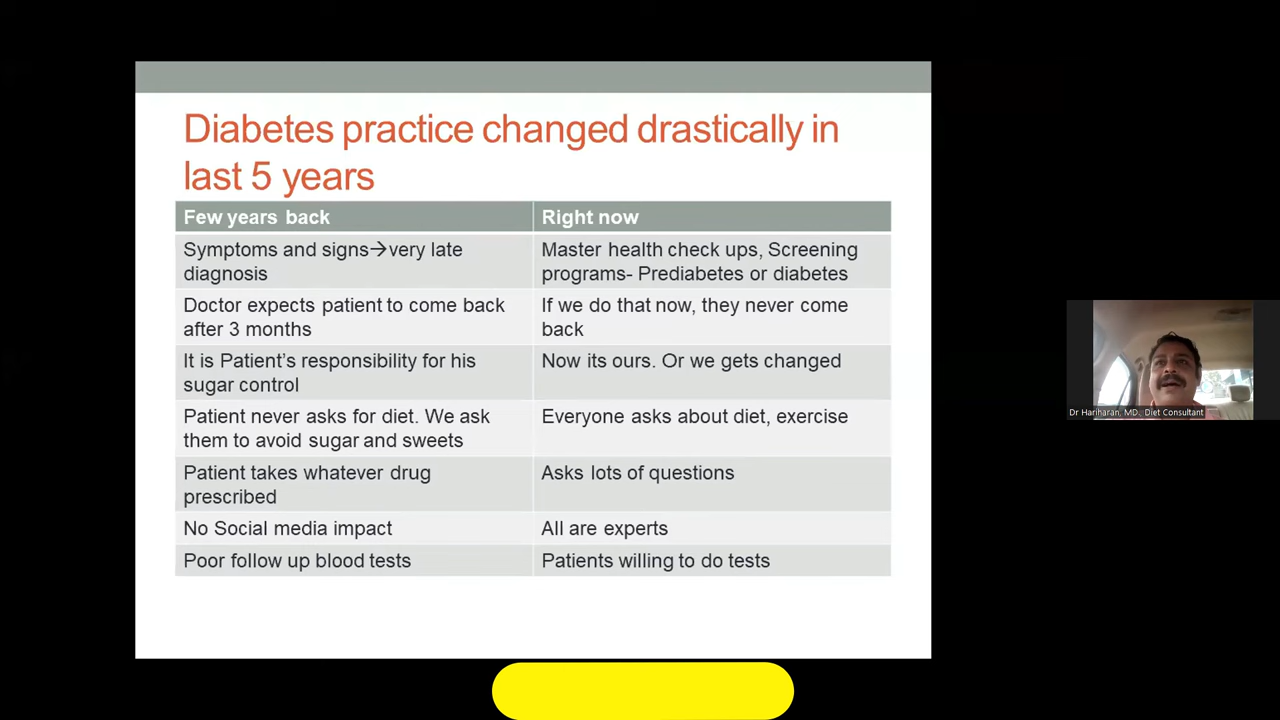 Diabetes practice changed drastically in
last 5 years
Few years back
Right now
Symptoms and signs→very late
diagnosis
Master health check ups, Screening
programs- Prediabetes or diabetes
Doctor expects patient to come back
after 3 months
If we do that now, they never come
back
It is Patient's responsibility for his
sugar control
Now its ours. Or we gets changed
Patient never asks for diet. We ask
them to avoid sugar and sweets
Everyone asks about diet, exercise
Patient takes whatever drug
prescribed
Asks lots of questions
No Social media impact
All are experts
Poor follow up blood tests
Patients willing to do tests
Dr Hariharan, MD. Diet Consultant